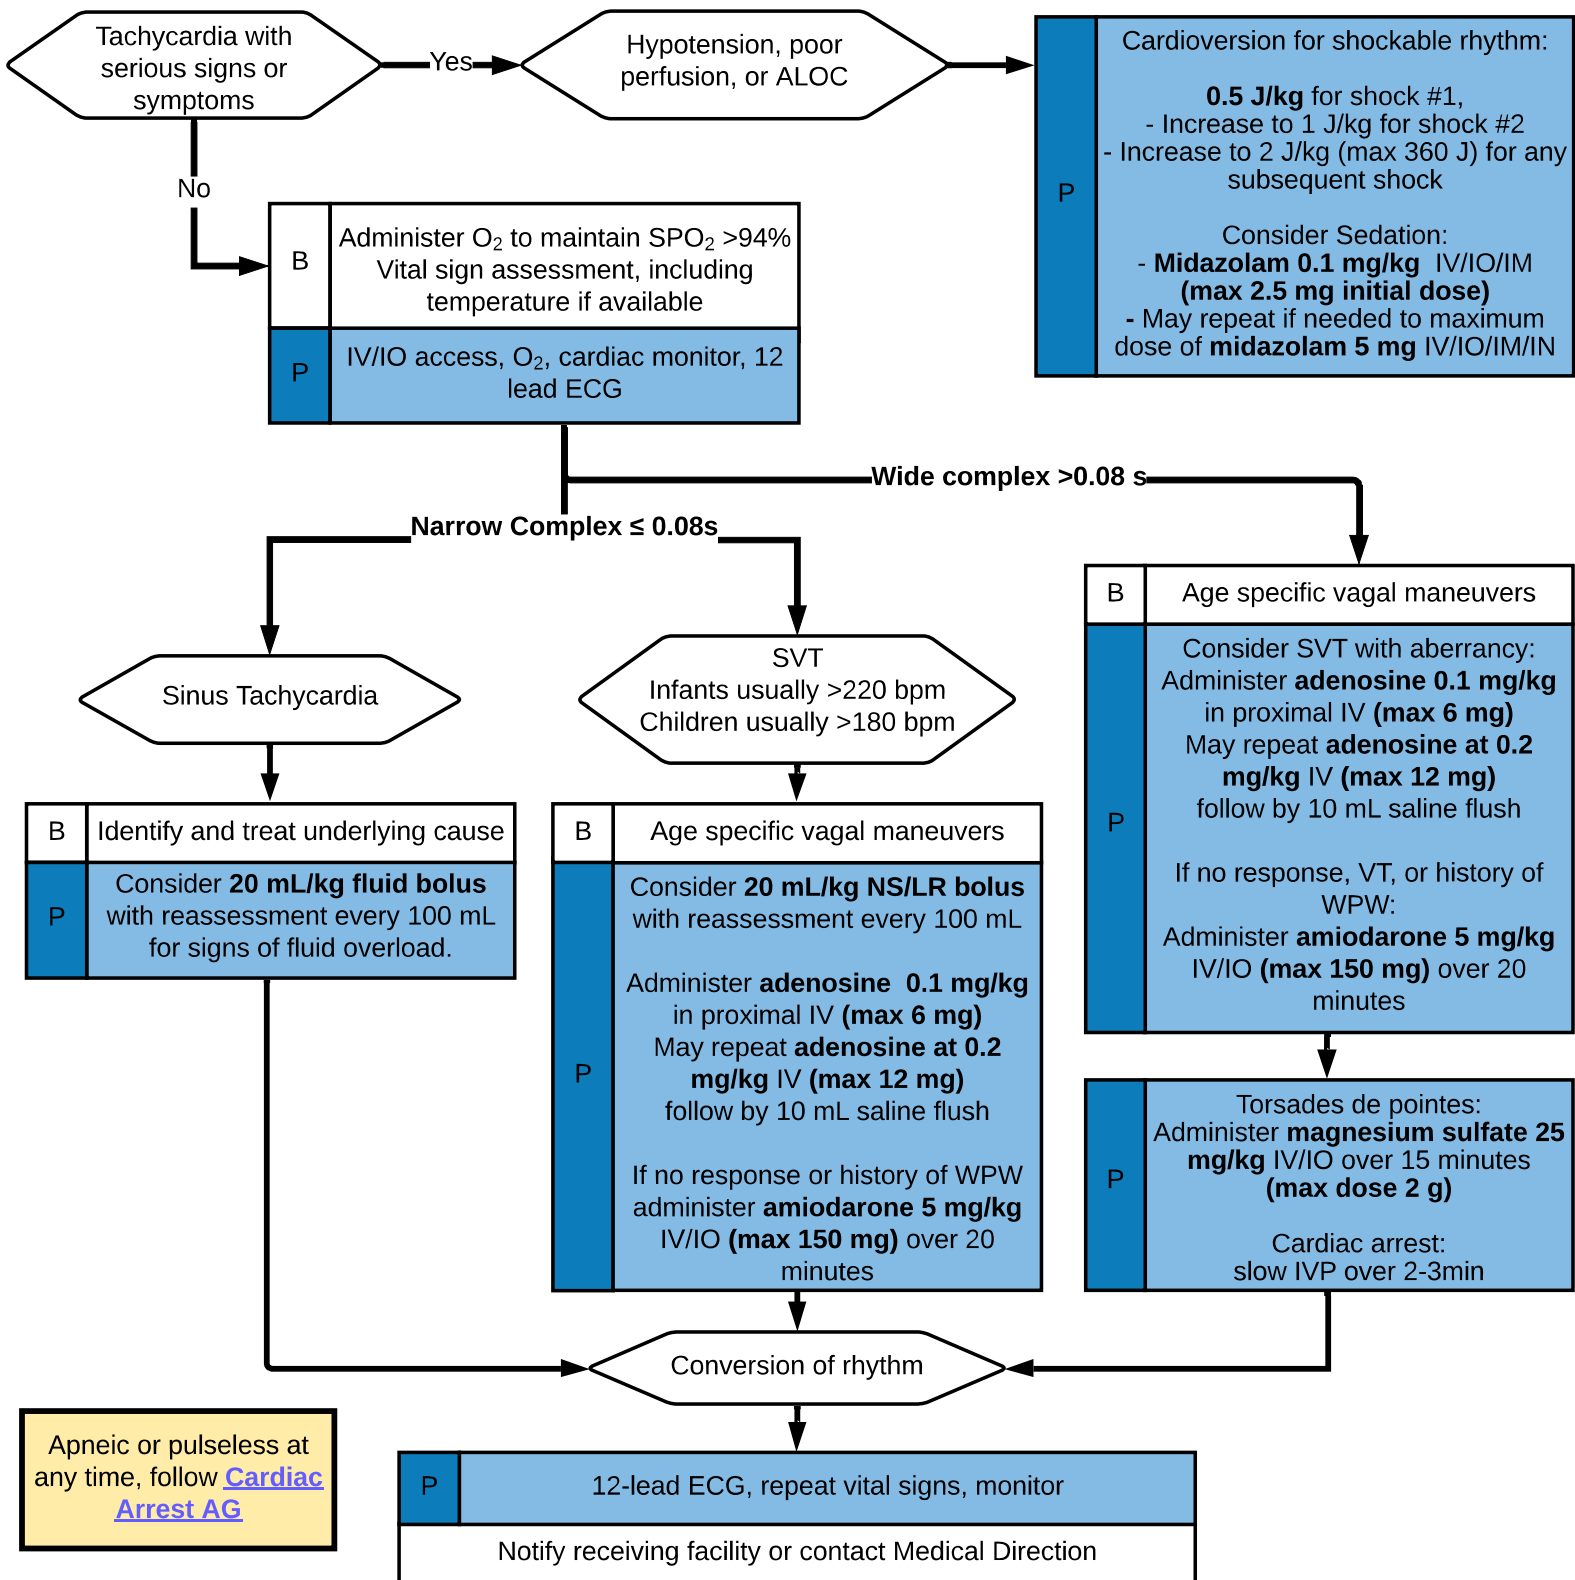 Tachycardia with
serious signs or
symptoms
Yes
Hypotension, poor
perfusion, or ALOC
P
Cardioversion for shockable rhythm:
0.5 J/kg for shock #1,
- Increase to 1 J/kg for shock #2
- Increase to 2 J/kg (max 360 J) for any
subsequent shock
Consider Sedation:
- Midazolam 0.1 mg/kg IV/IO/IM
(max 2.5 mg initial dose)
- May repeat if needed to maximum
dose of midazolam 5 mg IV/IO/IM/IN
No
B
Administer O₂ to maintain SPO₂ >94%
Vital sign assessment, including
temperature if available
P
IV/IO access, O₂, cardiac monitor, 12
lead ECG
Wide complex >0.08 s
Narrow Complex ≤ 0.08s
Sinus Tachycardia
B
Identify and treat underlying cause
P
Consider 20 mL/kg fluid bolus
with reassessment every 100 mL
for signs of fluid overload.
SVT
Infants usually >220 bpm
Children usually >180 bpm
B
Age specific vagal maneuvers
P
Consider 20 mL/kg NS/LR bolus
with reassessment every 100 mL
Administer adenosine 0.1 mg/kg
in proximal IV (max 6 mg)
May repeat adenosine at 0.2
mg/kg IV (max 12 mg)
follow by 10 mL saline flush
If no response or history of WPW
administer amiodarone 5 mg/kg
IV/IO (max 150 mg) over 20
minutes
B
Age specific vagal maneuvers
P
Consider SVT with aberrancy:
Administer adenosine 0.1 mg/kg
in proximal IV (max 6 mg)
May repeat adenosine at 0.2
mg/kg IV (max 12 mg)
follow by 10 mL saline flush
If no response, VT, or history of
WPW:
Administer amiodarone 5 mg/kg
IV/IO (max 150 mg) over 20
minutes
P
Torsades de pointes:
Administer magnesium sulfate 25
mg/kg IV/IO over 15 minutes
(max dose 2 g)
Cardiac arrest:
slow IVP over 2-3min
Conversion of rhythm
Apneic or pulseless at
any time, follow Cardiac
Arrest AG
P
12-lead ECG, repeat vital signs, monitor
Notify receiving facility or contact Medical Direction